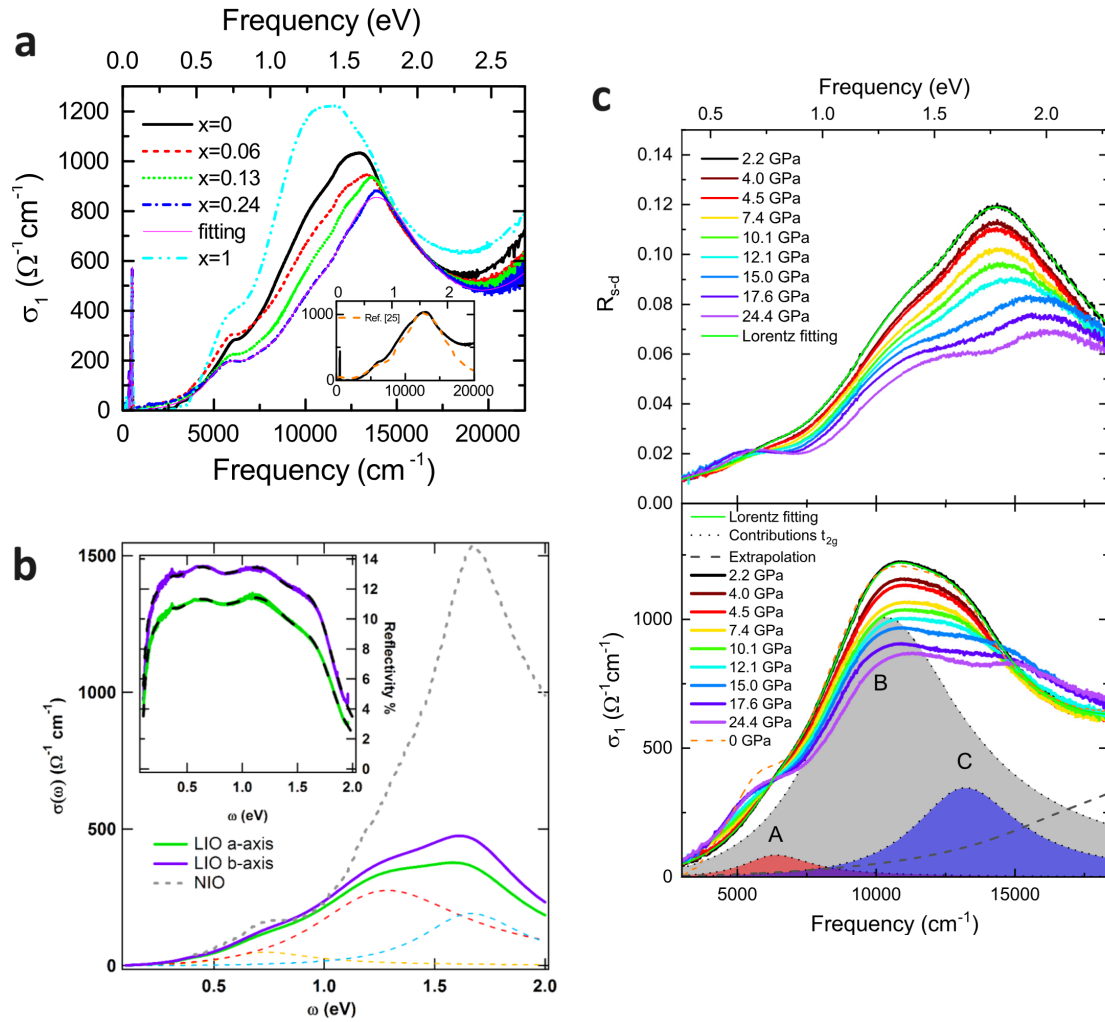 a
Frequency (eV)
0.0 0.5 1.0 1.5 2.0 2.5
1200
1000
800
600
400
200
0
σ1 (Ω-1cm-1)
x=0
x=0.06
x=0.13
x=0.24
fitting
x=1
0 1 2
1000
0
Ref. [25]
0 10000 20000
0 5000 10000 15000 20000
Frequency (cm-1)
b
1500
1000
500
0
σ(ω) (Ω-1 cm-1)
14
12
10
8
6
4
2
0
Reflectivity %
0.5 1.0 1.5 2.0
ω (eV)
LIO a-axis
LIO b-axis
NIO
0.5 1.0 1.5 2.0
ω (eV)
c
Frequency (eV)
0.5 1.0 1.5 2.0
0.14
0.12
0.10
0.08
0.06
0.04
0.02
0.00
Rs-d
2.2 GPa
4.0 GPa
4.5 GPa
7.4 GPa
10.1 GPa
12.1 GPa
15.0 GPa
17.6 GPa
24.4 GPa
Lorentz fitting
Lorentz fitting
Contributions t2g
Extrapolation
2.2 GPa
4.0 GPa
4.5 GPa
7.4 GPa
10.1 GPa
12.1 GPa
15.0 GPa
17.6 GPa
24.4 GPa
0 GPa
1000
500
0
σ1 (Ω-1cm-1)
A
B
C
5000 10000 15000
Frequency (cm-1)